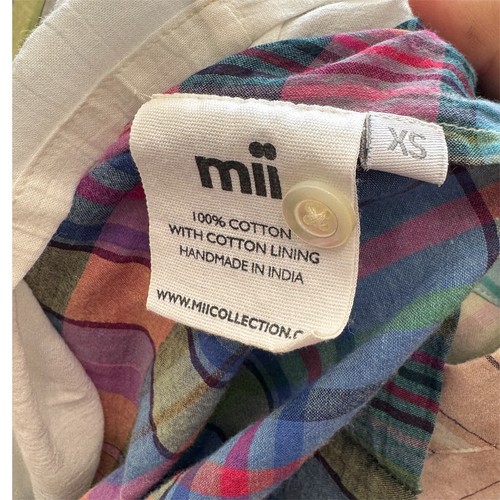 mii
XS
100% COTTON
WITH COTTON LINING
HANDMADE IN INDIA
WWW.MIICOLLECTION.C